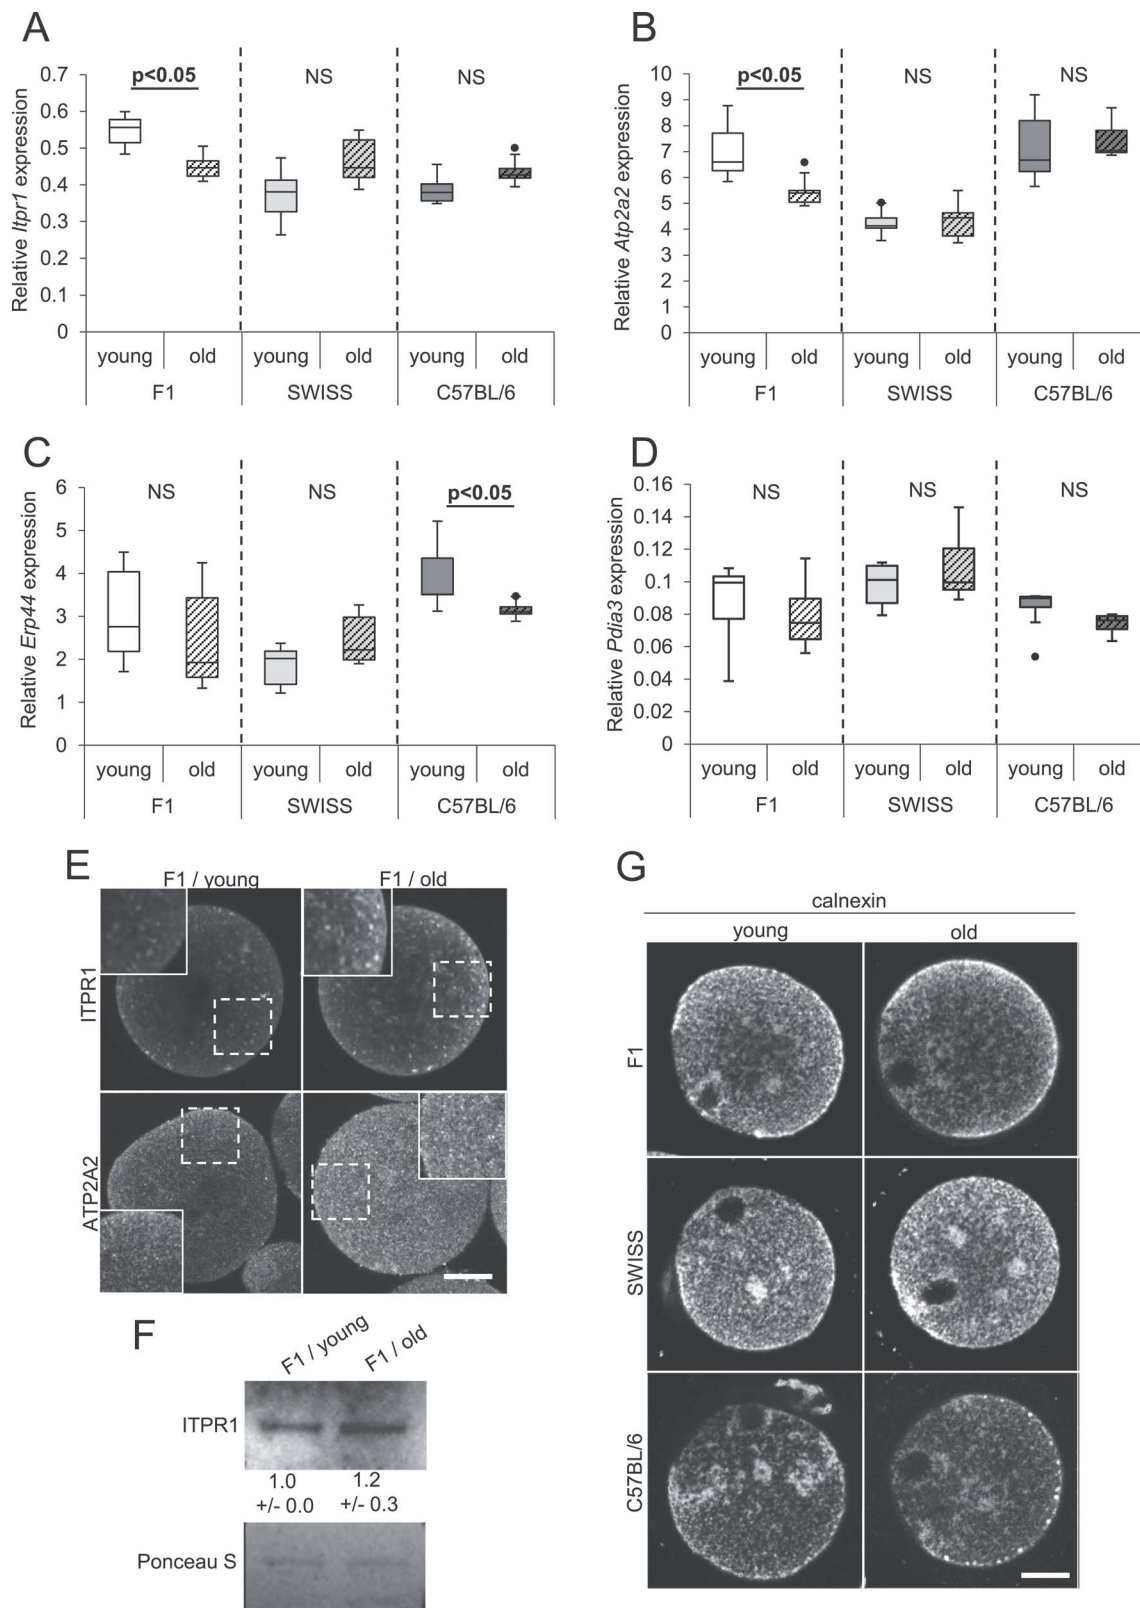 A
Relative Itpr1 expression
0.7
0.6
0.5
0.4
0.3
0.2
0.1
0
p<0.05
NS
NS
young old young old young old
F1 SWISS C57BL/6
B
Relative Atp2a2 expression
10
9
8
7
6
5
4
3
2
1
0
p<0.05
NS
NS
young old young old young old
F1 SWISS C57BL/6
C
Relative Erp44 expression
6
5
4
3
2
1
0
NS
NS
p<0.05
young old young old young old
F1 SWISS C57BL/6
D
Relative Pdia3 expression
0.16
0.14
0.12
0.1
0.08
0.06
0.04
0.02
0
NS
NS
NS
young old young old young old
F1 SWISS C57BL/6
E
F1 / young F1 / old
ITPR1
ATP2A2
F
F1 / young F1 / old
ITPR1
1.0 1.2
+/- 0.0 +/- 0.3
Ponceau S
G
calnexin
young old
F1
SWISS
C57BL/6